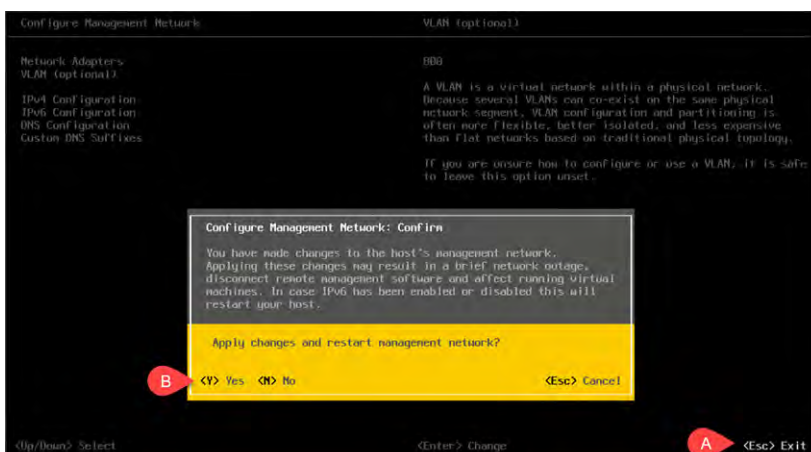 Configure Management Network
VLAN (optional)
Network Adapters
VLAN (optional)
IPv4 Configuration
IPv6 Configuration
DNS Configuration
Custom DNS Suffixes
800
A VLAN is a virtual network within a physical network.
Because several VLANs can co-exist on the same physical
network segment, VLAN configuration and partitioning is
often more flexible, better isolated, and less expensive
than flat networks based on traditional physical topology.
If you are unsure how to configure or use a VLAN, it is safe
to leave this option unset.
Configure Management Network: Confirm
You have made changes to the host's management network.
Applying these changes may result in a brief network outage,
disconnect remote management software and affect running virtual
machines. In case IPv6 has been enabled or disabled this will
restart your host.
Apply changes and restart management network?
B
<Y> Yes <N> No
<Esc> Cancel
<Up/Down> Select
<Enter> Change
A
<Esc> Exit